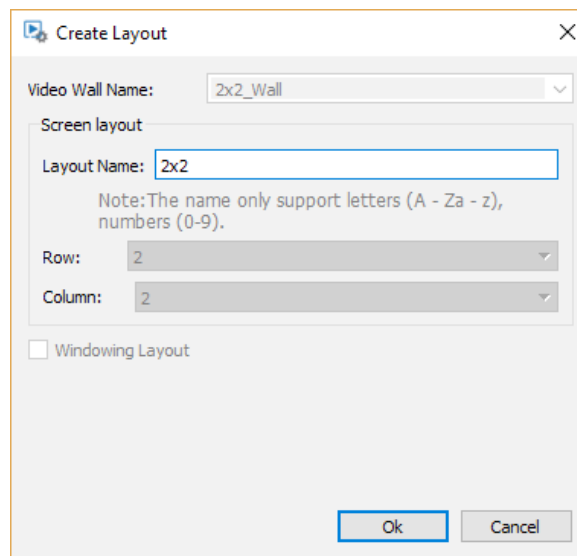 Create Layout
Video Wall Name: 2x2_Wall
Screen layout
Layout Name: 2x2
Note:The name only support letters (A - Za - z),
numbers (0-9).
Row: 2
Column: 2
Windowing Layout
Ok Cancel